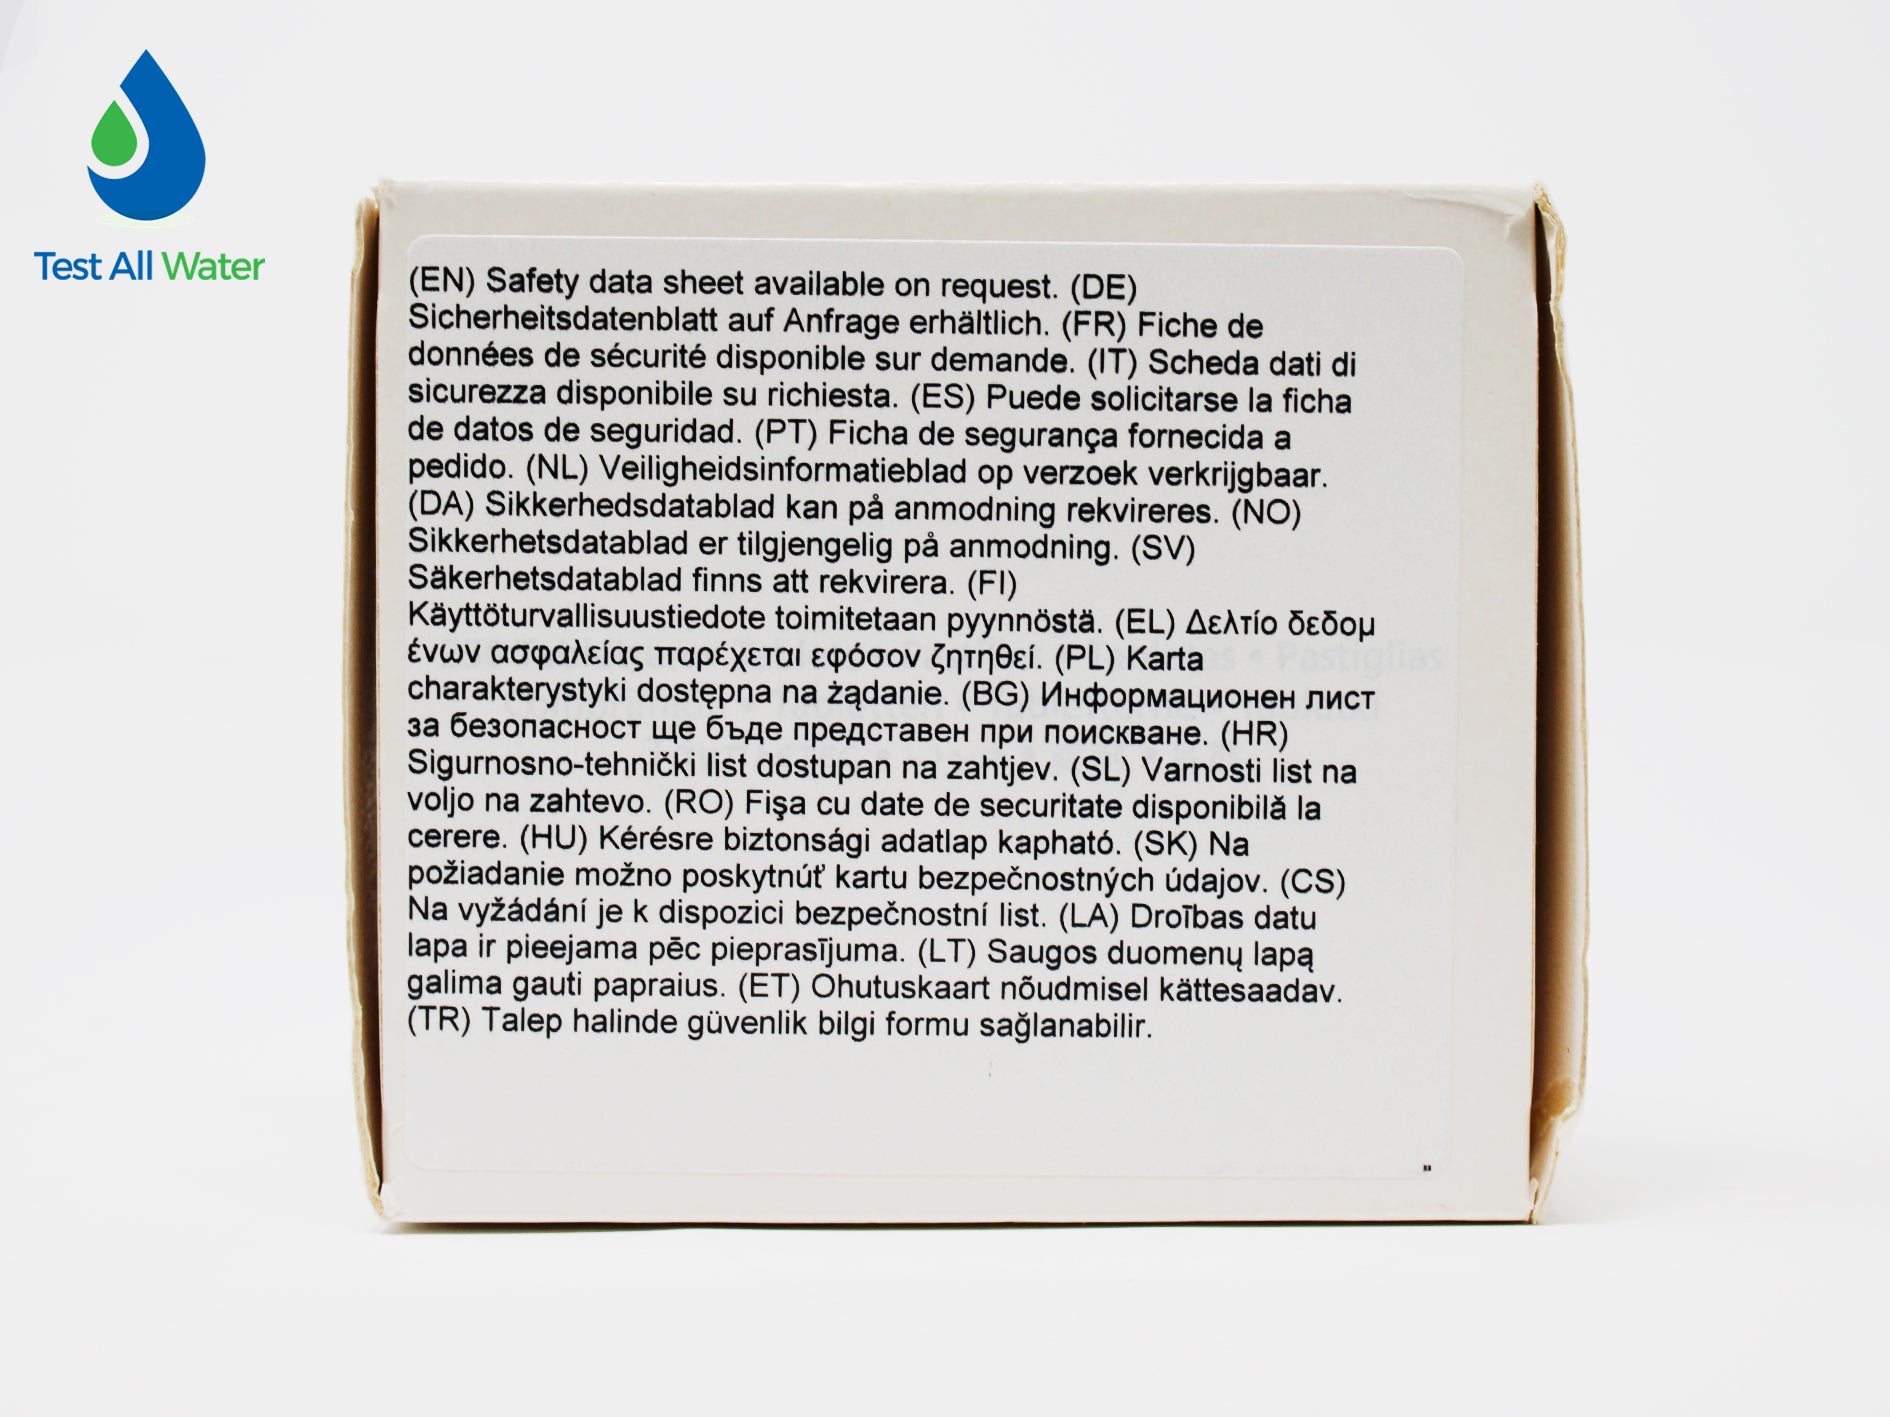 Test All Water
(EN) Safety data sheet available on request. (DE)
Sicherheitsdatenblatt auf Anfrage erhältlich. (FR) Fiche de
données de sécurité disponible sur demande. (IT) Scheda dati di
sicurezza disponibile su richiesta. (ES) Puede solicitarse la ficha
de datos de seguridad. (PT) Ficha de segurança fornecida a
pedido. (NL) Veiligheidsinformatieblad op verzoek verkrijgbaar.
(DA) Sikkerhedsdatablad kan på anmodning rekvireres. (NO)
Sikkerhetsdatablad er tilgjengelig på anmodning. (SV)
Säkerhetsdatablad finns att rekvirera. (FI)
Käyttöturvallisuustiedote toimitetaan pyynnöstä. (EL) Δελτίο δεδομ
ένων ασφαλείας παρέχεται εφόσον ζητηθεί. (PL) Karta
charakterystyki dostępna na żądanie. (BG) Информационен лист
за безопасност ще бъде представен при поискване. (HR)
Sigurnosno-tehnički list dostupan na zahtjev. (SL) Varnosti list na
voljo na zahtevo. (RO) Fişa cu date de securitate disponibilă la
cerere. (HU) Kérésre biztonsági adatlap kapható. (SK) Na
požiadanie možno poskytnúť kartu bezpečnostných údajov. (CS)
Na vyžádání je k dispozici bezpečnostní list. (LA) Droības datu
lapa ir pieejama pēc pieprasījuma. (LT) Saugos duomenų lapą
galima gauti papraius. (ET) Ohutuskaart nõudmisel kättesaadav.
(TR) Talep halinde güvenlik bilgi formu sağlanabilir.
Pastiglias